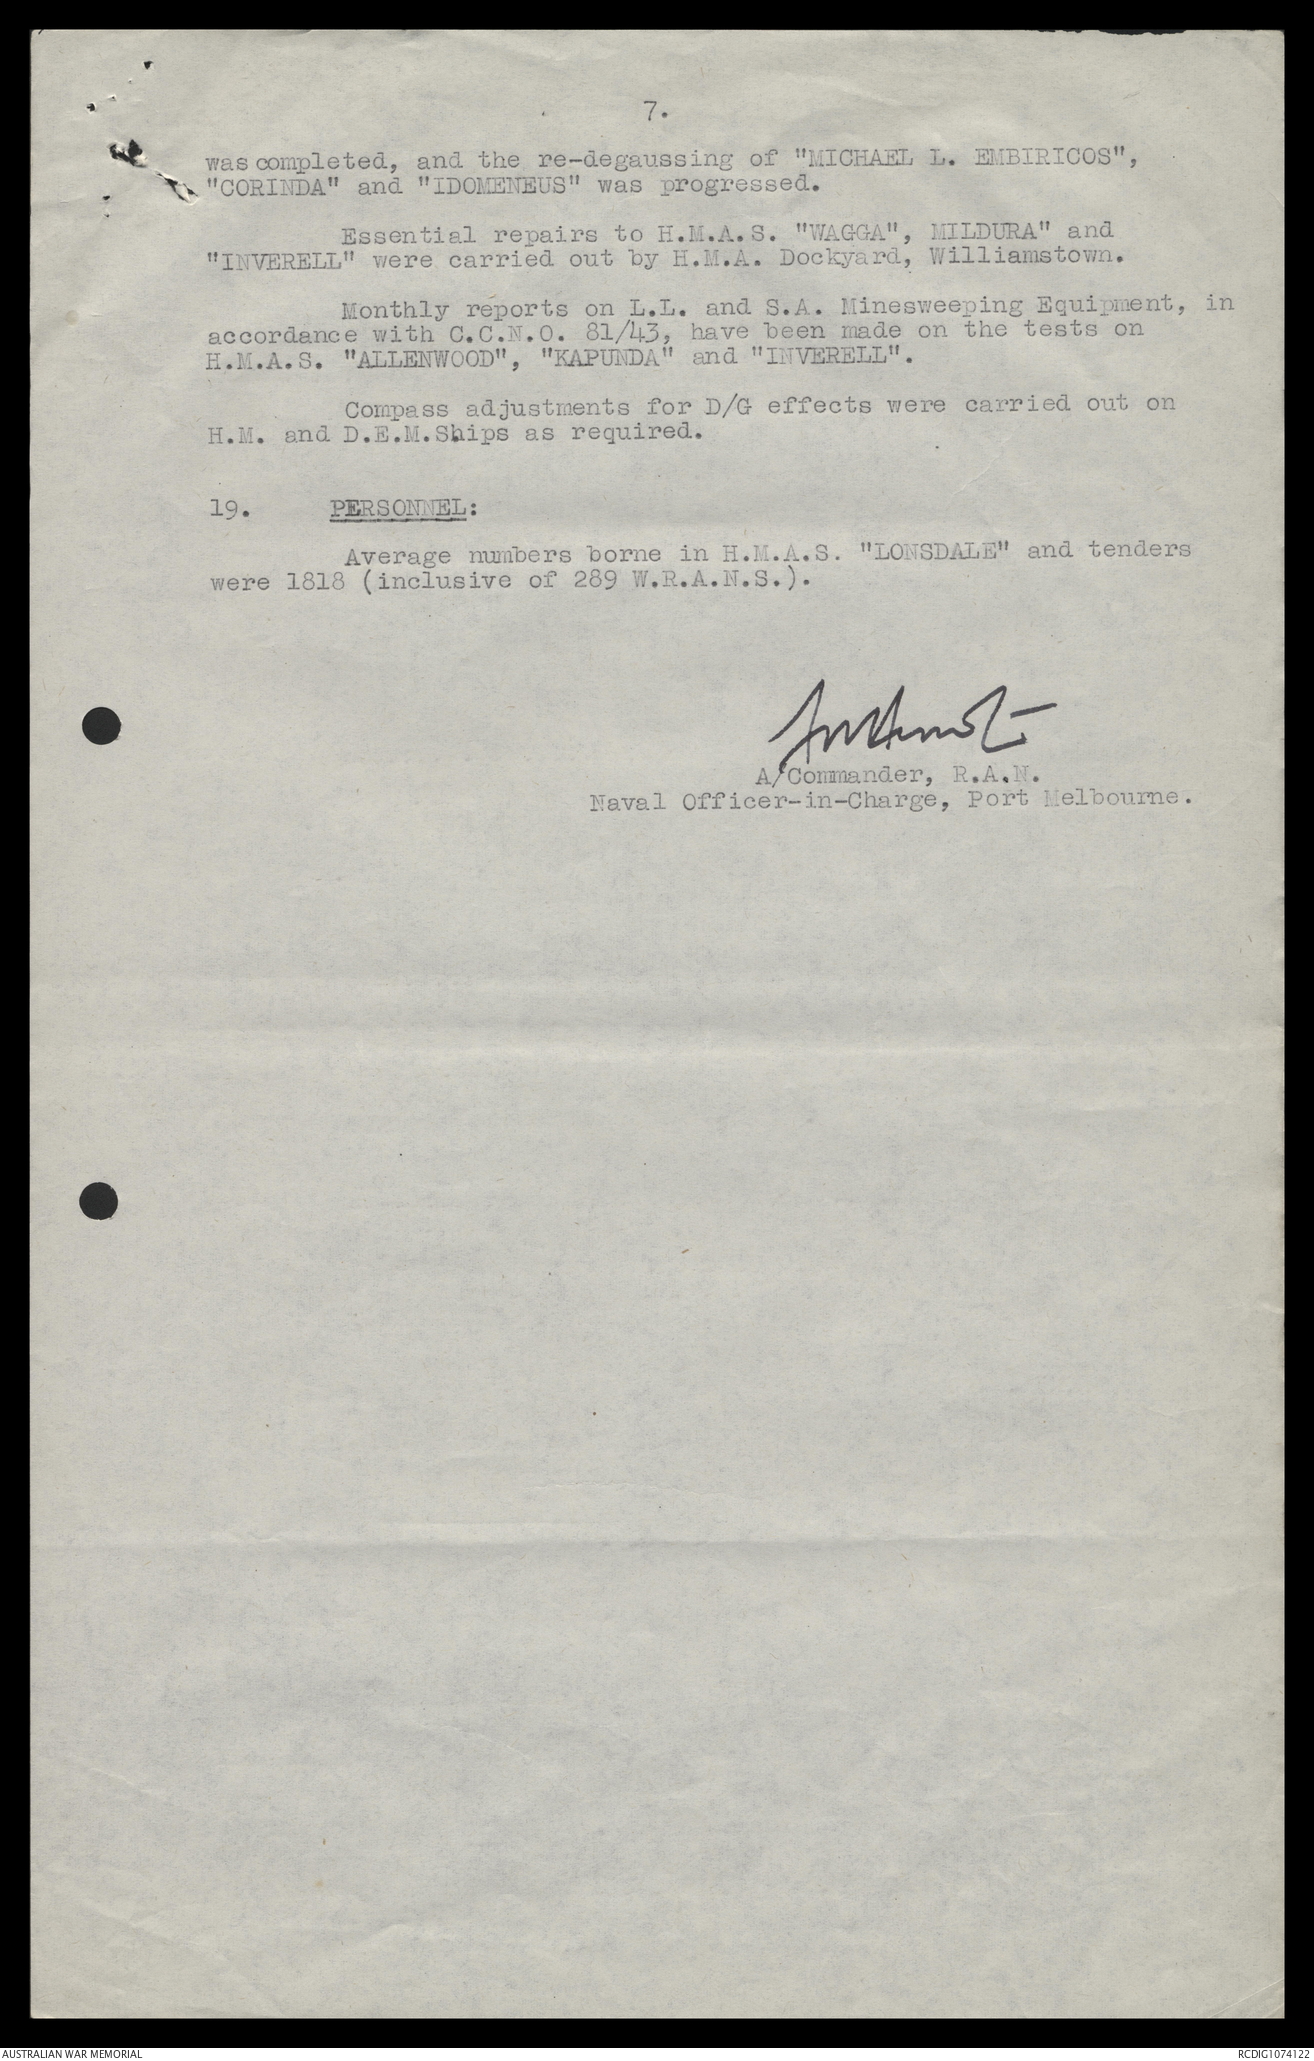 7.
was completed, and the re-degaussing of "MICHAEL L. EMBIRICOS",
"CORINDA" and "IDOMENEUS" was progressed.
Essential repairs to H.M.A.S. "WAGGA", MILDURA" and
"INVERELL" were carried out by H.M.A. Dockyard, Williamstown.
Monthly reports on L.L. and S.A. Minesweeping Equipment, in
accordance with C.C.N.O. 81/43, have been made on the tests on
H.M.A.S. "ALLENWOOD", "KAPUNDA" and "INVERELL".
Compass adjustments for D/G effects were carried out on
H.M. and D.E.M.Ships as required.
19. PERSONNEL:
Average numbers borne in H.M.A.S. "LONSDALE" and tenders
were 1818 (inclusive of 289 W.R.A.N.S.).
A/Commander, R.A.N.
Naval Officer-in-Charge, Port Melbourne.
AUSTRALIAN WAR MEMORIAL
RCDIG1074122